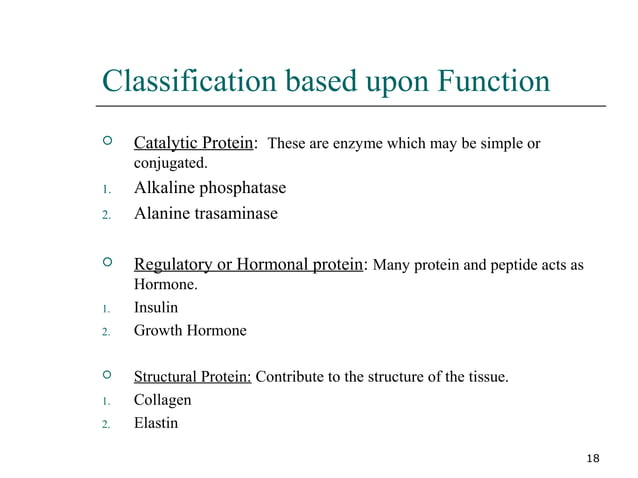 Classification based upon Function
Catalytic Protein: These are enzyme which may be simple or
conjugated.
1. Alkaline phosphatase
2. Alanine trasaminase
Regulatory or Hormonal protein: Many protein and peptide acts as
Hormone.
1. Insulin
2. Growth Hormone
Structural Protein: Contribute to the structure of the tissue.
1. Collagen
2. Elastin
18